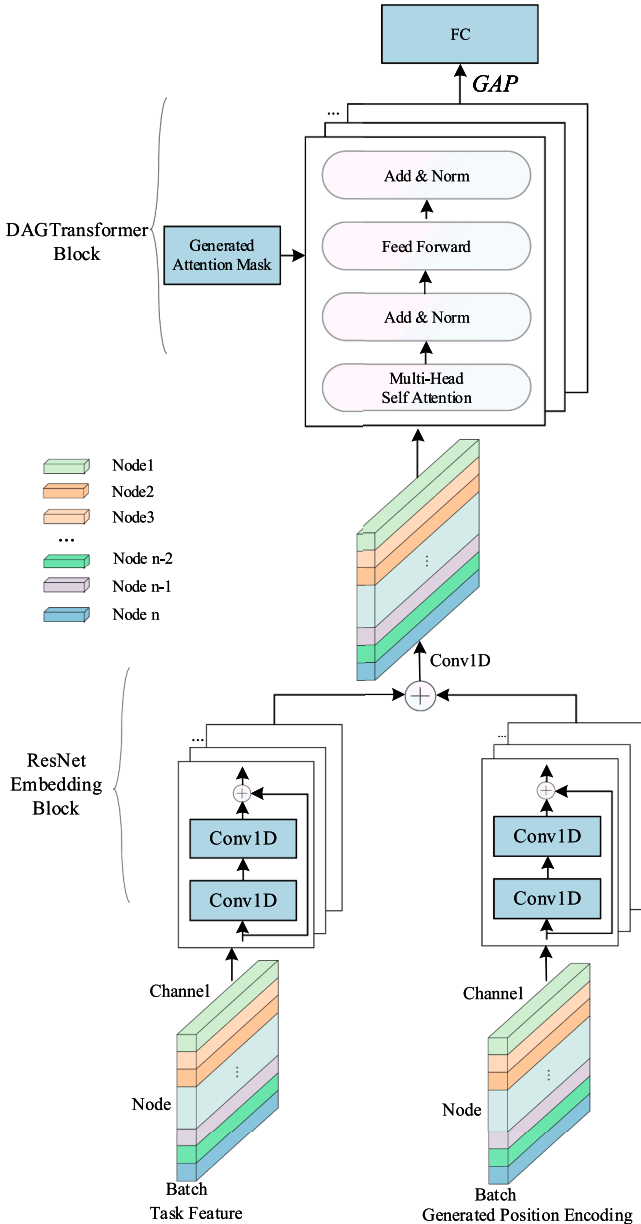 FC
GAP
...
Add & Norm
DAGTransformer
Block
Generated
Attention Mask
Feed Forward
Add & Norm
Multi-Head
Self Attention
Node1
Node2
Node3
...
Node n-2
Node n-1
Node n
...
Conv1D
ResNet
Embedding
Block
...
Conv1D
Conv1D
...
Conv1D
Conv1D
Channel
Node
...
Batch
Task Feature
Channel
Node
...
Batch
Generated Position Encoding